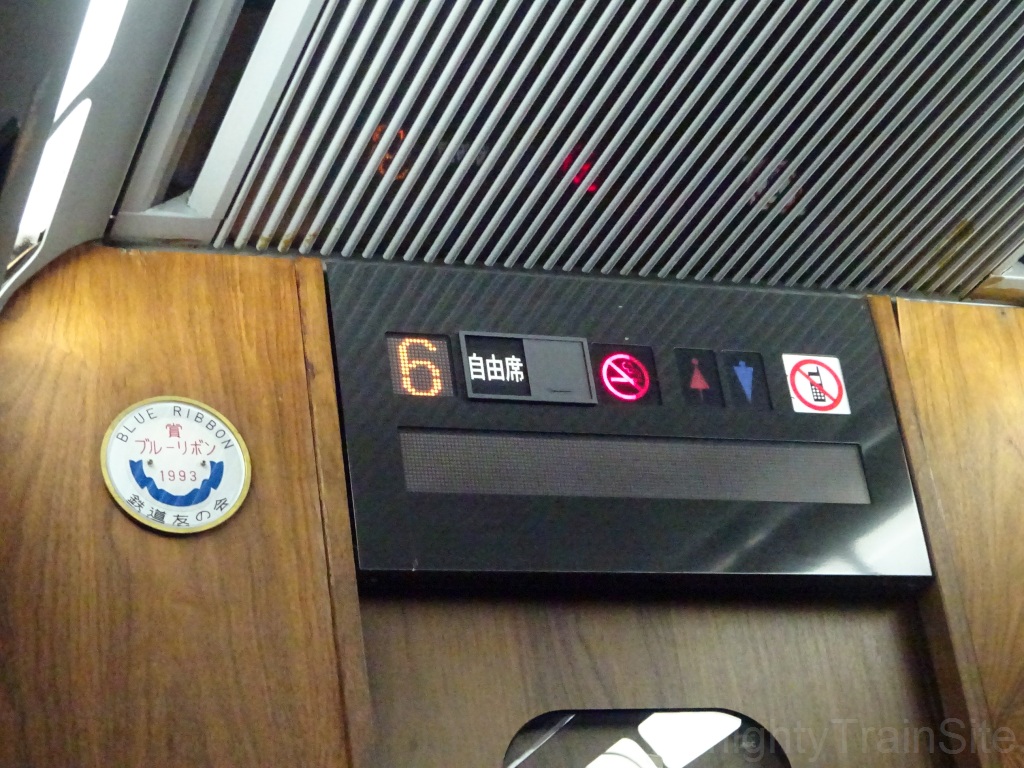 6 自由席
BLUE RIBBON
賞
ブルーリボン
1993
鉄道友の会
mightyTrainSite.